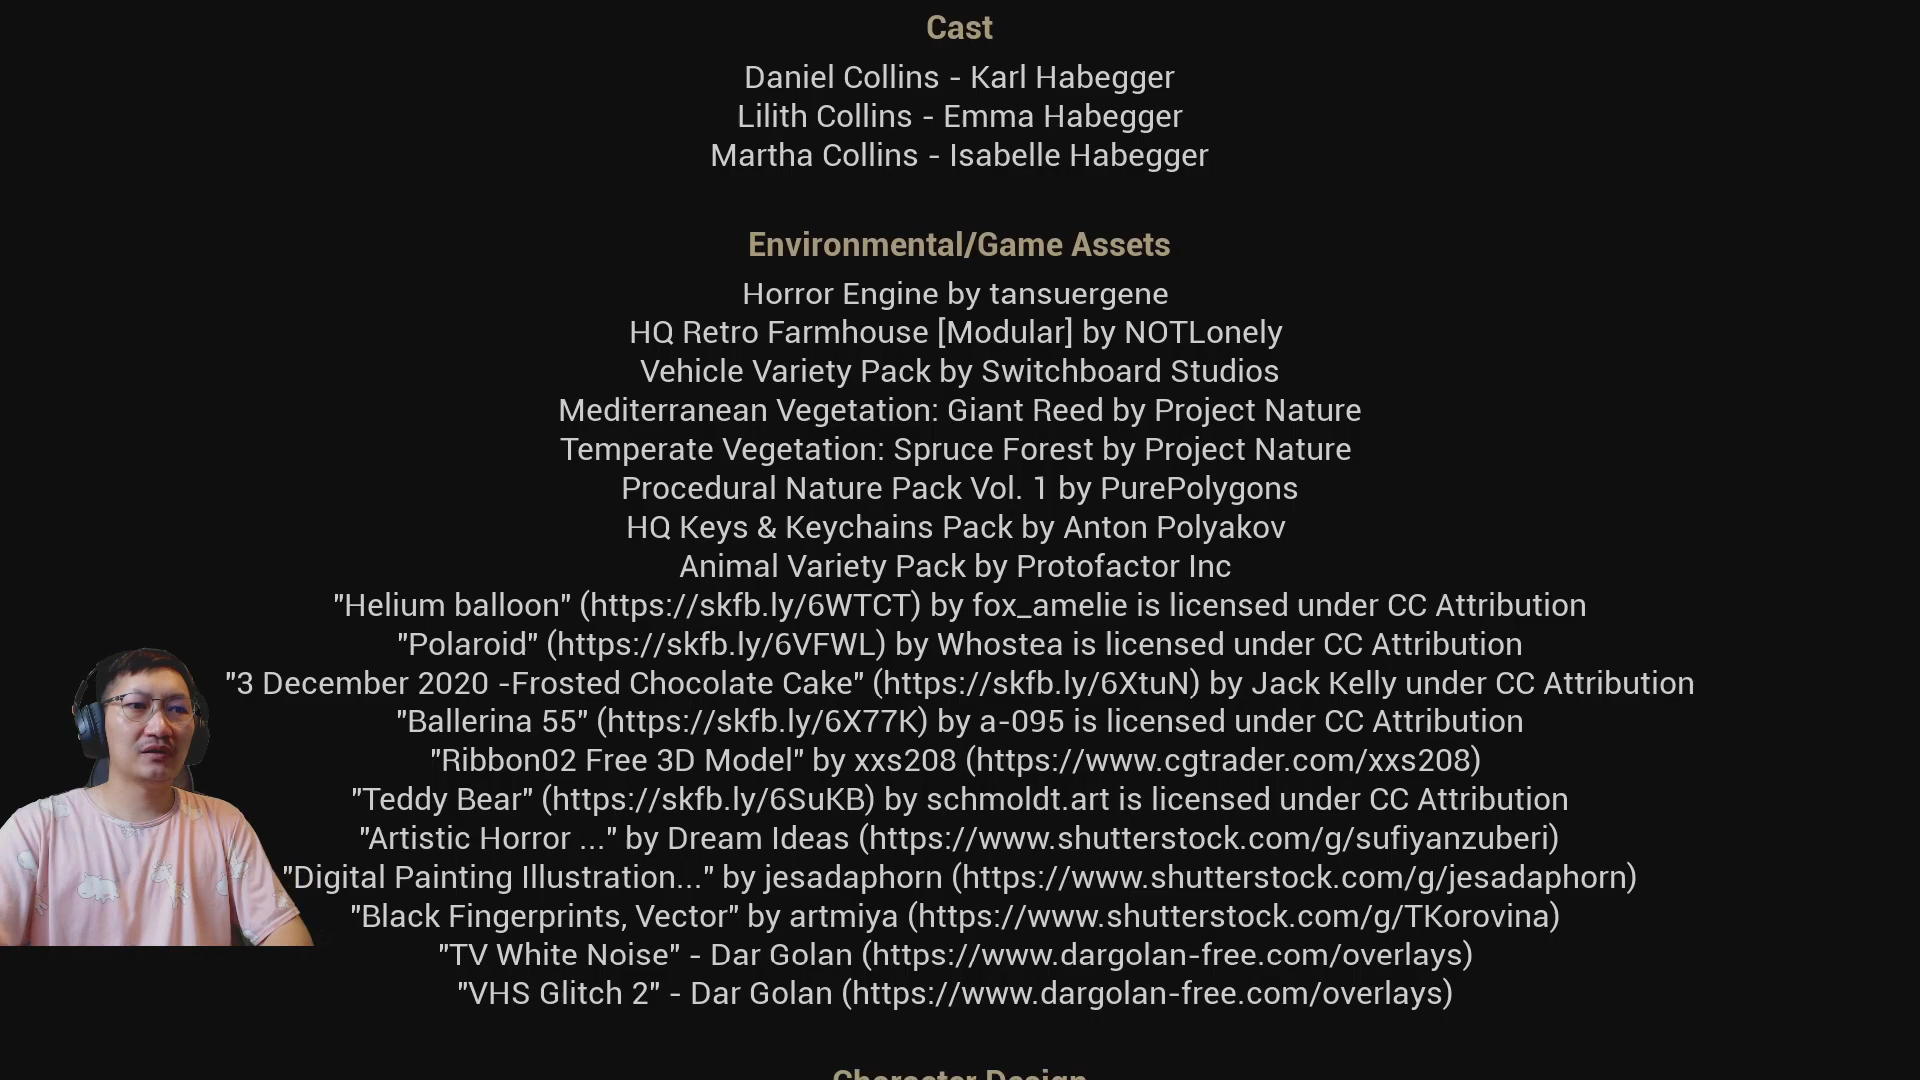 Cast
Daniel Collins - Karl Habegger
Lilith Collins - Emma Habegger
Martha Collins - Isabelle Habegger
Environmental/Game Assets
Horror Engine by tansuergene
HQ Retro Farmhouse [Modular] by NOTLonely
Vehicle Variety Pack by Switchboard Studios
Mediterranean Vegetation: Giant Reed by Project Nature
Temperate Vegetation: Spruce Forest by Project Nature
Procedural Nature Pack Vol. 1 by PurePolygons
HQ Keys & Keychains Pack by Anton Polyakov
Animal Variety Pack by Protofactor Inc
"Helium balloon" (https://skfb.ly/6WTCT) by fox_amelie is licensed under CC Attribution
"Polaroid" (https://skfb.ly/6VFWL) by Whostea is licensed under CC Attribution
"3 December 2020 -Frosted Chocolate Cake" (https://skfb.ly/6XtuN) by Jack Kelly under CC Attribution
"Ballerina 55" (https://skfb.ly/6X77K) by a-095 is licensed under CC Attribution
"Ribbon02 Free 3D Model" by xxs208 (https://www.cgtrader.com/xxs208)
"Teddy Bear" (https://skfb.ly/6SuKB) by schmoldt.art is licensed under CC Attribution
"Artistic Horror ..." by Dream Ideas (https://www.shutterstock.com/g/sufiyanzuberi)
"Digital Painting Illustration..." by jesadaphorn (https://www.shutterstock.com/g/jesadaphorn)
"Black Fingerprints, Vector" by artmiya (https://www.shutterstock.com/g/TKorovina)
"TV White Noise" - Dar Golan (https://www.dargolan-free.com/overlays)
"VHS Glitch 2" - Dar Golan (https://www.dargolan-free.com/overlays)
Character Design